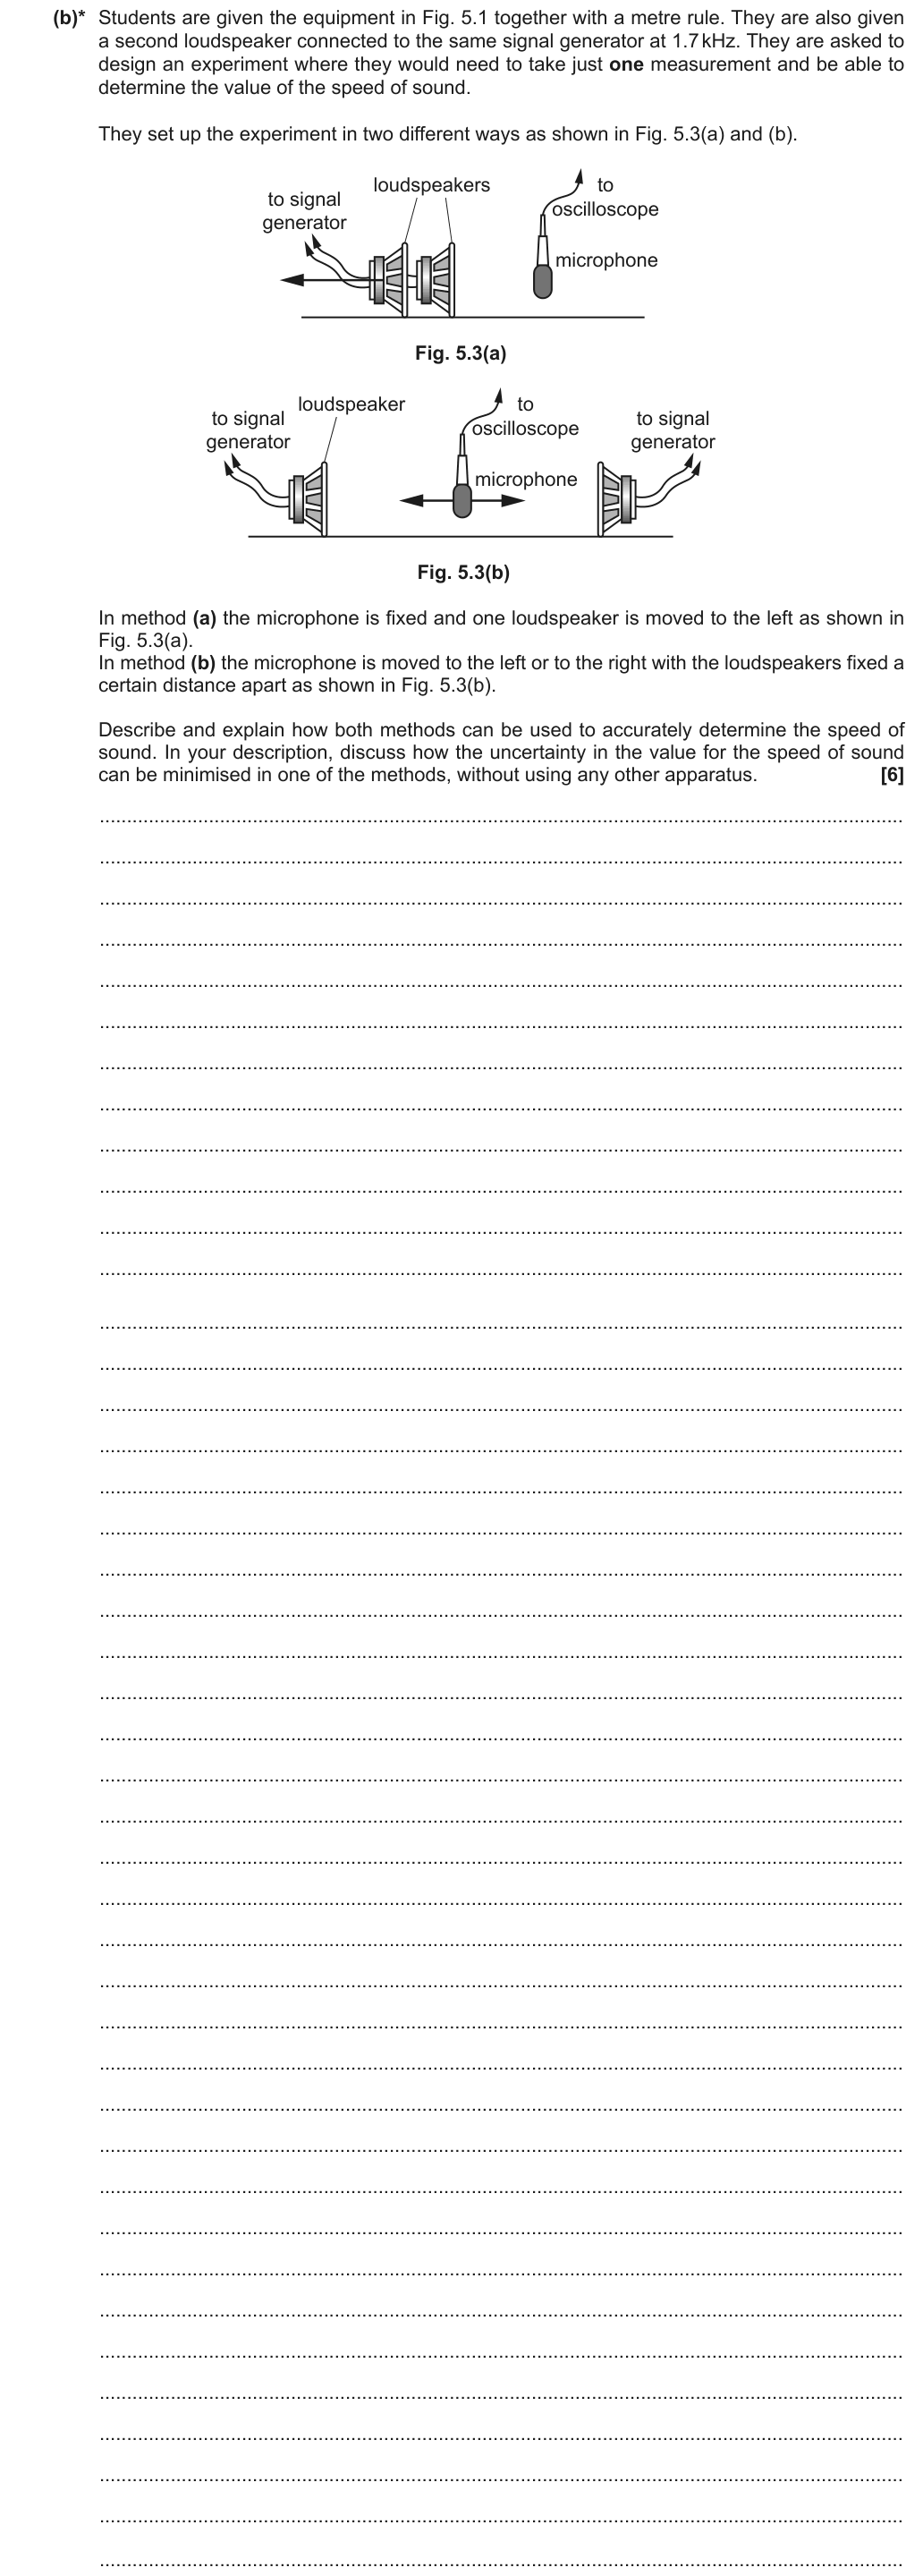 (b)* Students are given the equipment in Fig. 5.1 together with a metre rule. They are also given
a second loudspeaker connected to the same signal generator at 1.7 kHz. They are asked to
design an experiment where they would need to take just one measurement and be able to
determine the value of the speed of sound.
They set up the experiment in two different ways as shown in Fig. 5.3(a) and (b).
to signal
generator
loudspeakers
to
oscilloscope
microphone
Fig. 5.3(a)
to signal
generator
loudspeaker
to
oscilloscope
microphone
to signal
generator
Fig. 5.3(b)
In method (a) the microphone is fixed and one loudspeaker is moved to the left as shown in
Fig. 5.3(a).
In method (b) the microphone is moved to the left or to the right with the loudspeakers fixed a
certain distance apart as shown in Fig. 5.3(b).
Describe and explain how both methods can be used to accurately determine the speed of
sound. In your description, discuss how the uncertainty in the value for the speed of sound
can be minimised in one of the methods, without using any other apparatus. [6]